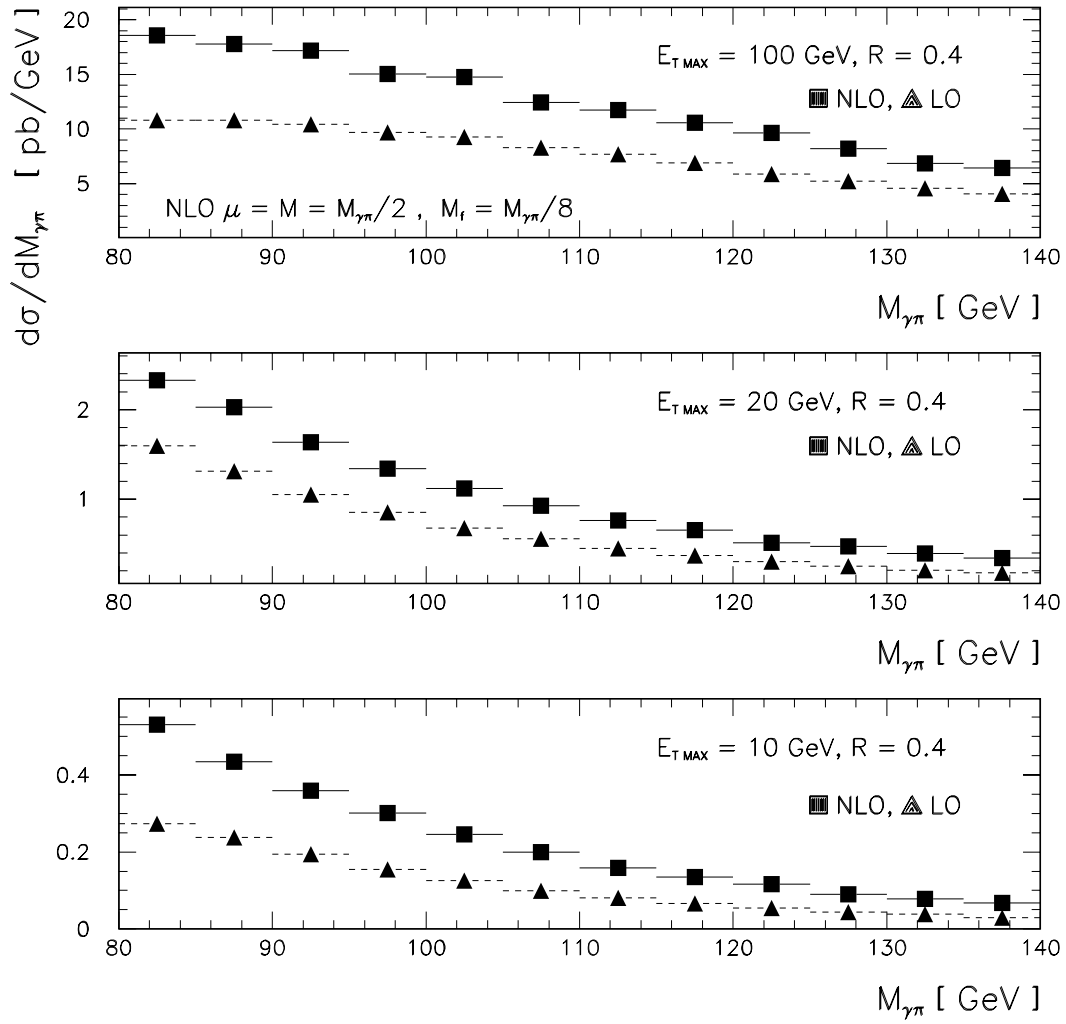 dσ/dM_γπ [ pb/GeV ]
20
15
10
5
E_T MAX = 100 GeV, R = 0.4
NLO, LO
NLO μ = M = M_γπ/2 , M_f = M_γπ/8
80 90 100 110 120 130 140
M_γπ [ GeV ]
2
1
E_T MAX = 20 GeV, R = 0.4
NLO, LO
80 90 100 110 120 130 140
M_γπ [ GeV ]
0.4
0.2
0
E_T MAX = 10 GeV, R = 0.4
NLO, LO
80 90 100 110 120 130 140
M_γπ [ GeV ]